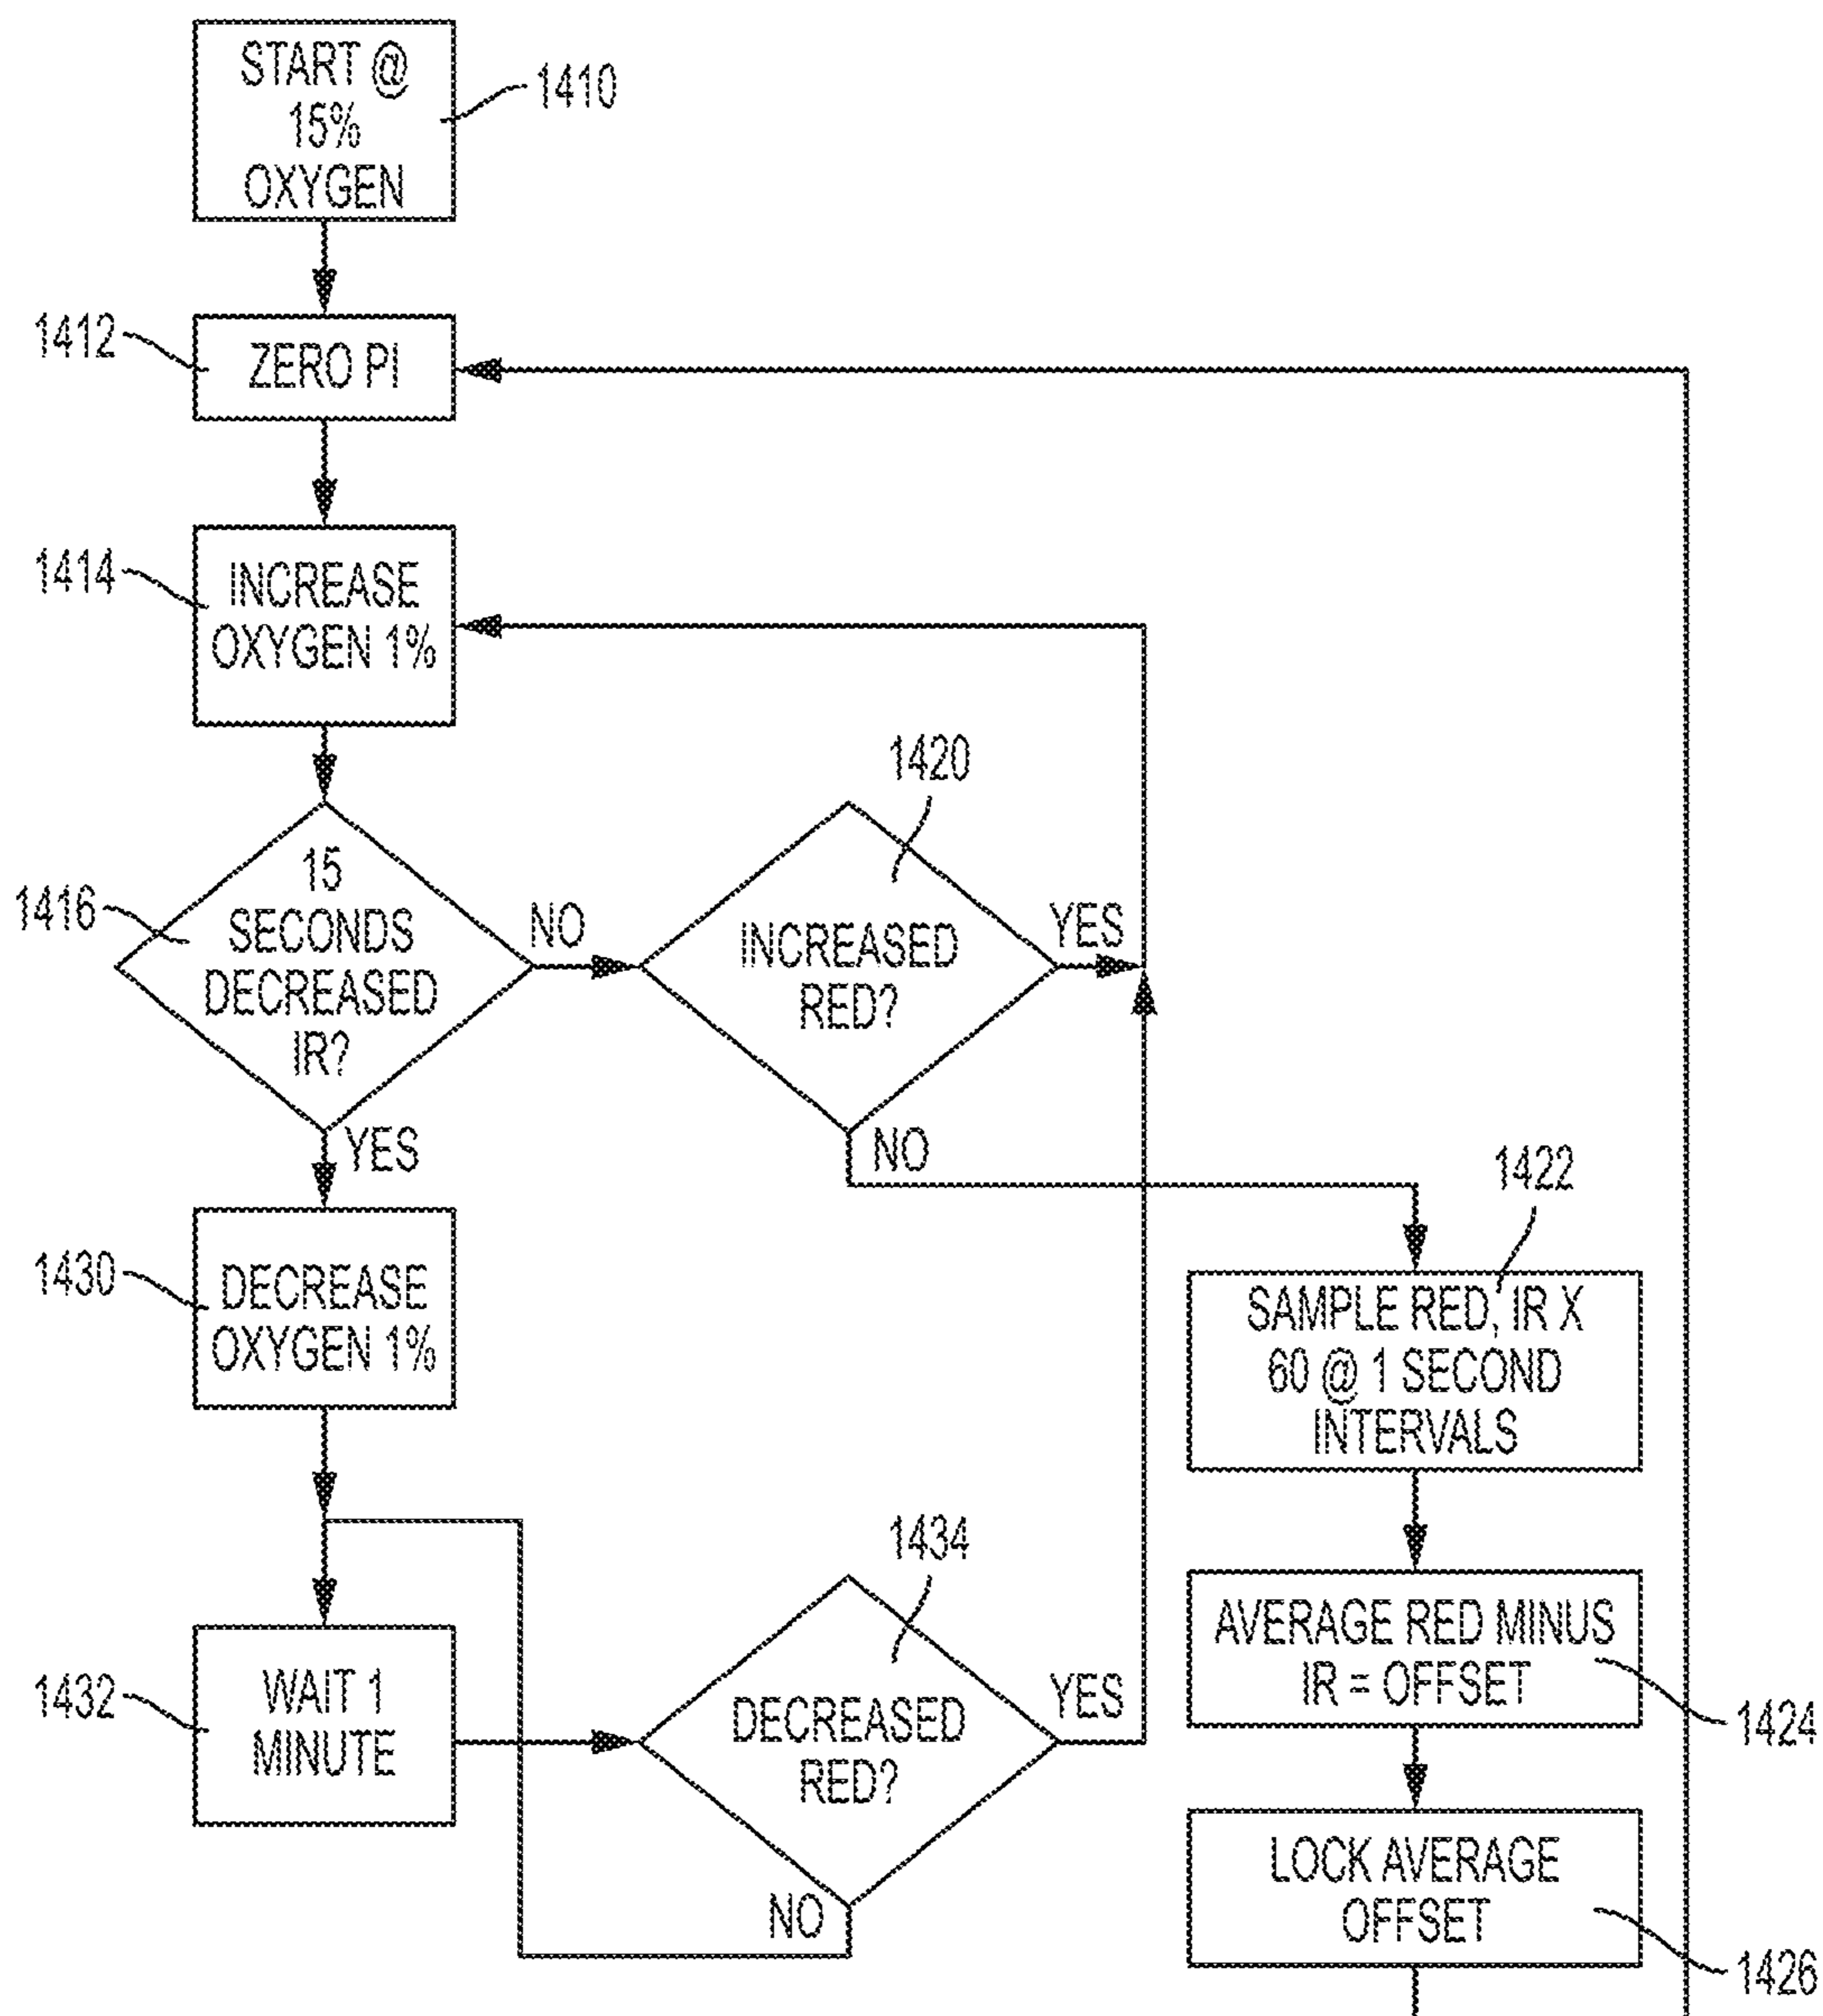 START @
15%
OXYGEN
1410
1412
ZERO PI
1414
INCREASE
OXYGEN 1%
1420
1416
15
SECONDS
DECREASED
IR?
NO
INCREASED
RED?
YES
YES
NO
1422
1430
DECREASE
OXYGEN 1%
SAMPLE RED, IR X
60 @ 1 SECOND
INTERVALS
1434
1432
WAIT 1
MINUTE
DECREASED
RED?
YES
NO
AVERAGE RED MINUS
IR = OFFSET
1424
LOCK AVERAGE
OFFSET
1426